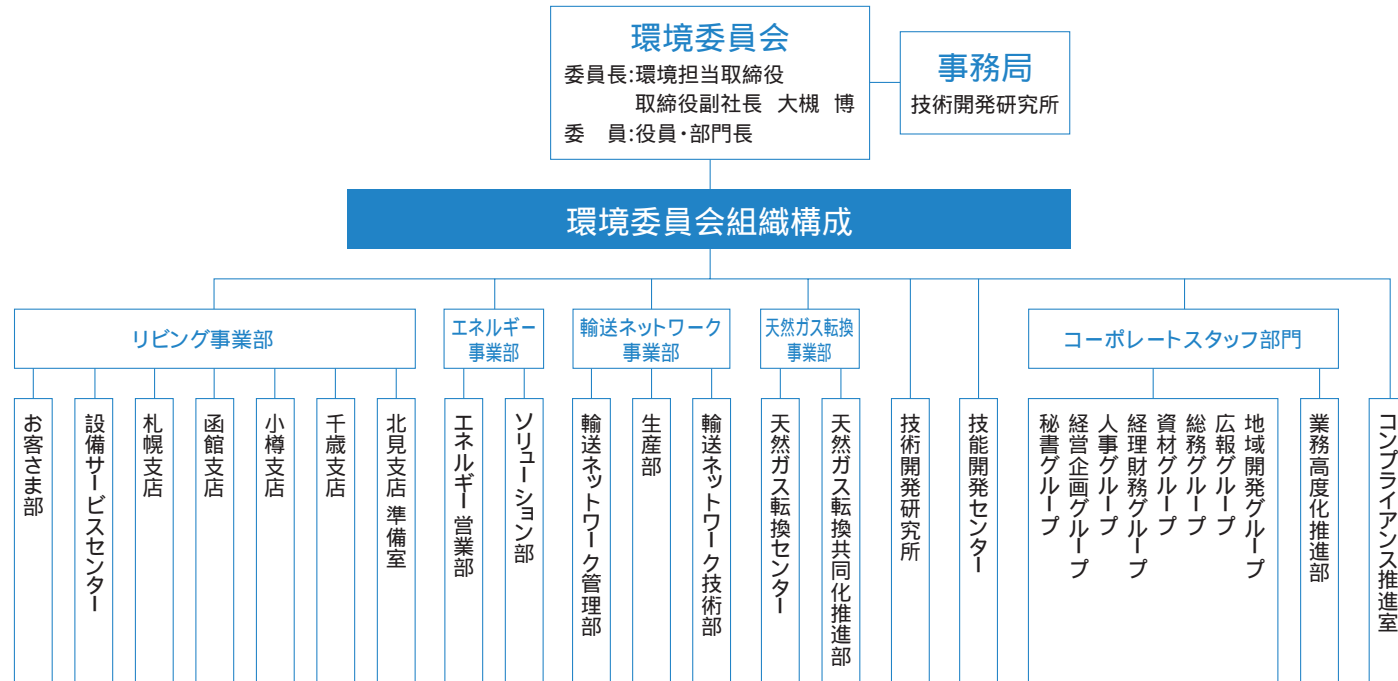 環境委員会
委員長:環境担当取締役
取締役副社長 大槻 博
委 員:役員・部門長
事務局
技術開発研究所
環境委員会組織構成
リビング事業部
エネルギー
事業部
輸送ネットワーク
事業部
天然ガス転換
事業部
コーポレートスタッフ部門
お客さま部
設備サービスセンター
札幌支店
函館支店
小樽支店
千歳支店
北見支店 準備室
エネルギー営業部
ソリューション部
輸送ネットワーク管理部
生産部
輸送ネットワーク技術部
天然ガス転換センター
天然ガス転換共同化推進部
技術開発研究所
技能開発センター
秘書グループ
経営企画グループ
人事グループ
経理財務グループ
資材グループ
総務グループ
広報グループ
地域開発グループ
業務高度化推進部
コンプライアンス推進室